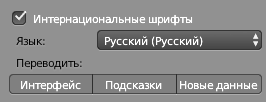 Интернациональные шрифты
Язык: Русский (Русский)
Переводить:
Интерфейс Подсказки Новые данные